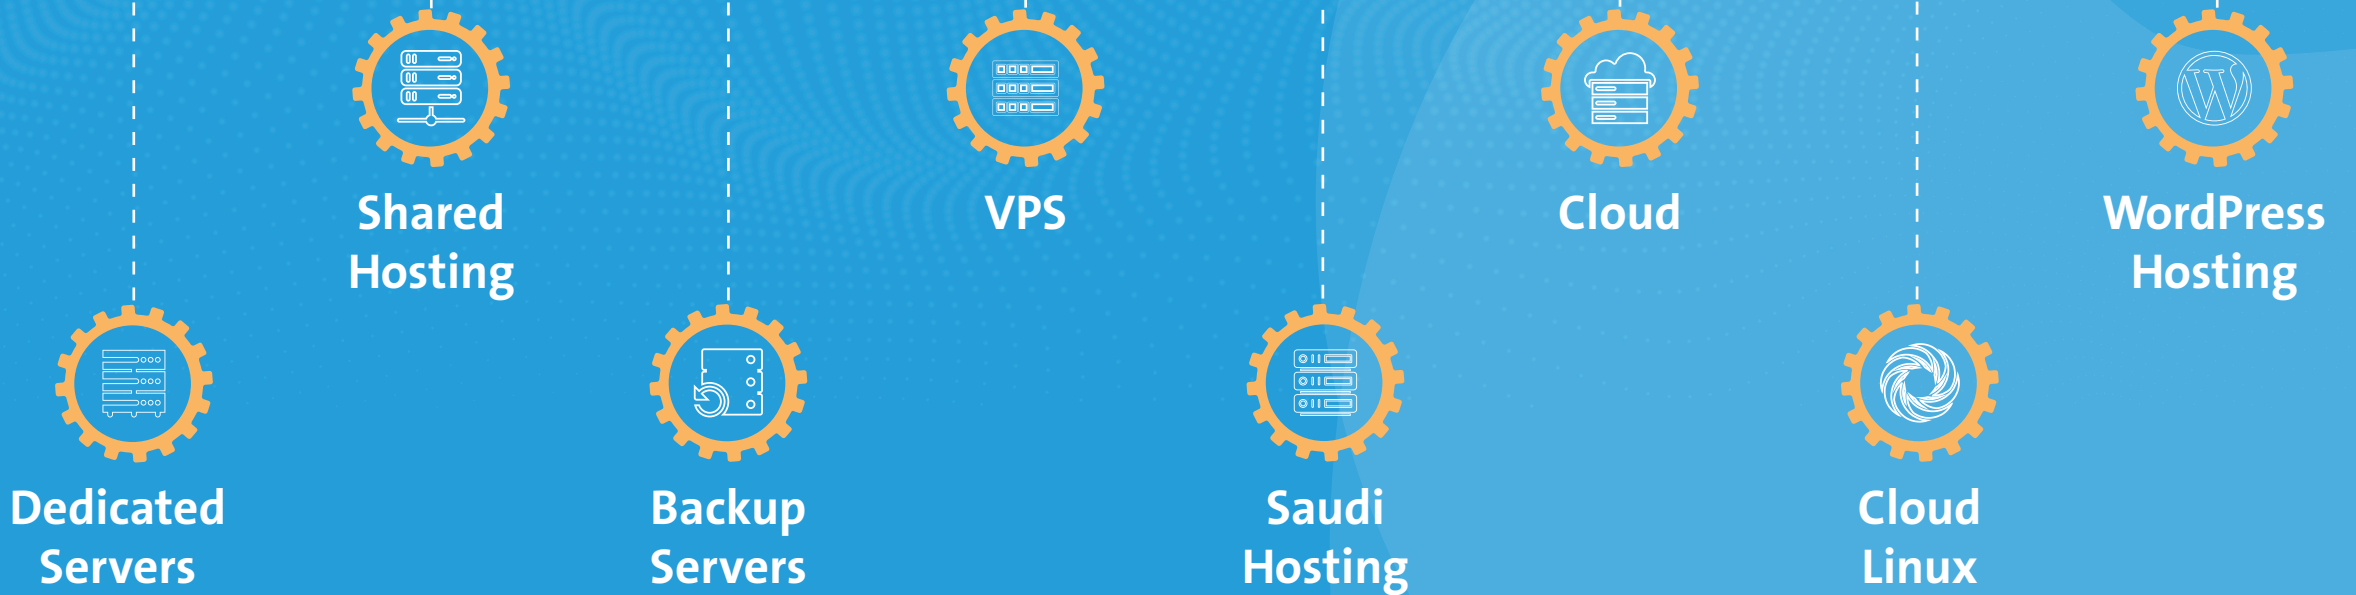 Shared
Hosting
VPS
Cloud
WordPress
Hosting
Dedicated
Servers
Backup
Servers
Saudi
Hosting
Cloud
Linux